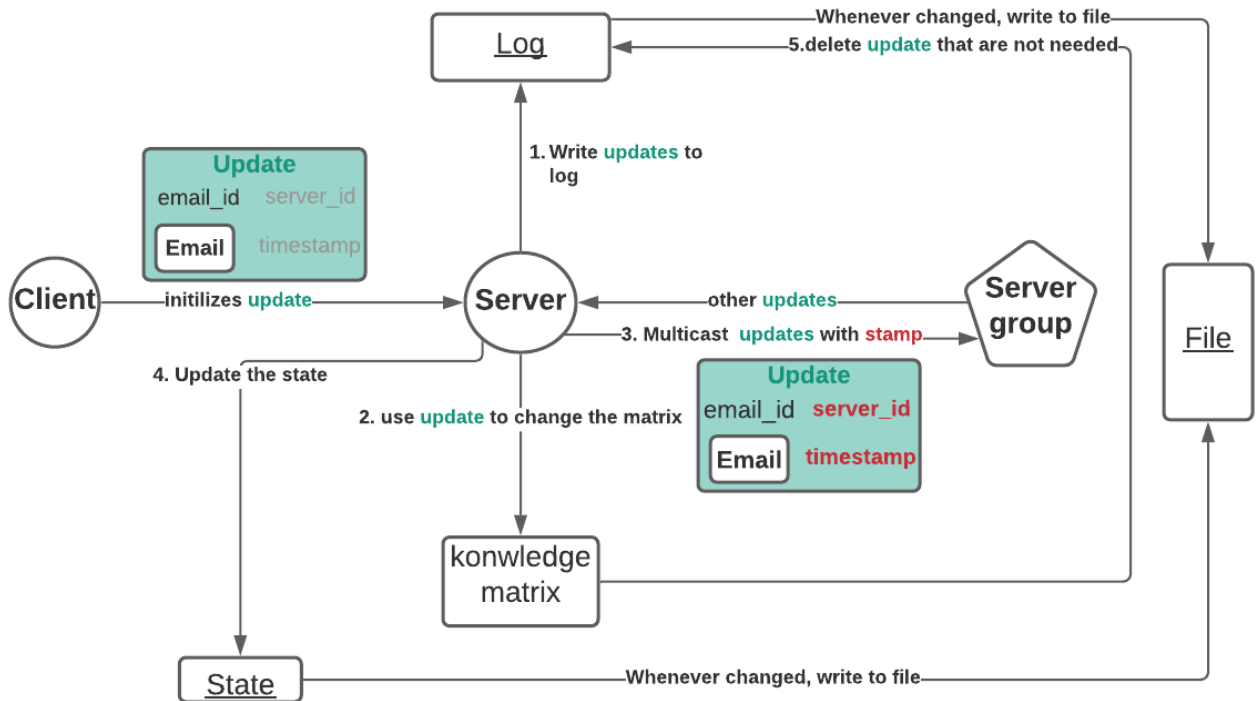 Whenever changed, write to file
Log
5.delete update that are not needed
1. Write updates to
log
Update
email_id server_id
Email timestamp
Client
initilizes update
Server
other updates
Server
group
3. Multicast updates with stamp
File
4. Update the state
Update
email_id server_id
Email timestamp
2. use update to change the matrix
konwledge
matrix
State
Whenever changed, write to file